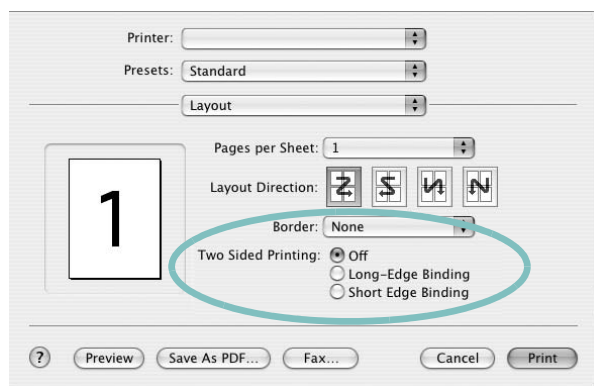 Printer:
Presets: Standard
Layout
Pages per Sheet: 1
1
Layout Direction:
Border: None
Two Sided Printing: Off
Long-Edge Binding
Short Edge Binding
? Preview Save As PDF... Fax... Cancel Print